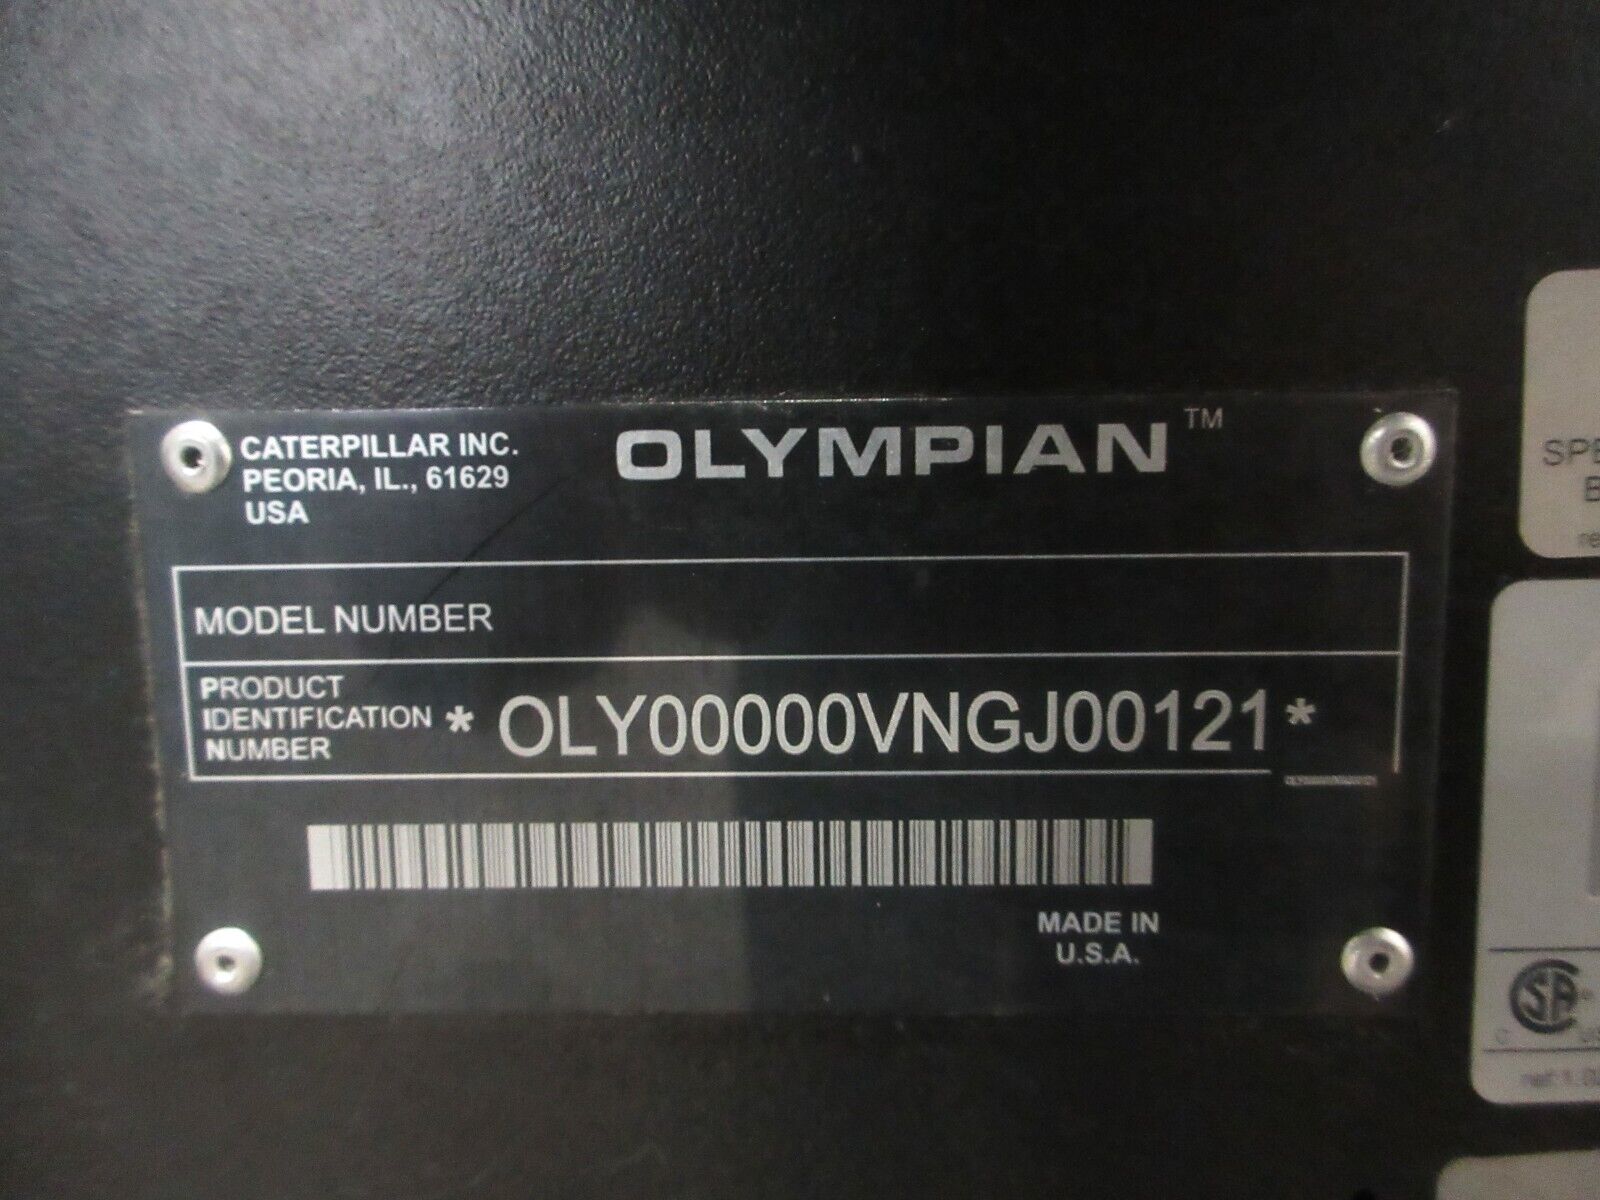 CATERPILLAR INC.
PEORIA, IL., 61629
USA
OLYMPIAN™
MODEL NUMBER
PRODUCT
IDENTIFICATION
NUMBER
* OLY00000VNGJ00121*
MADE IN
U.S.A.